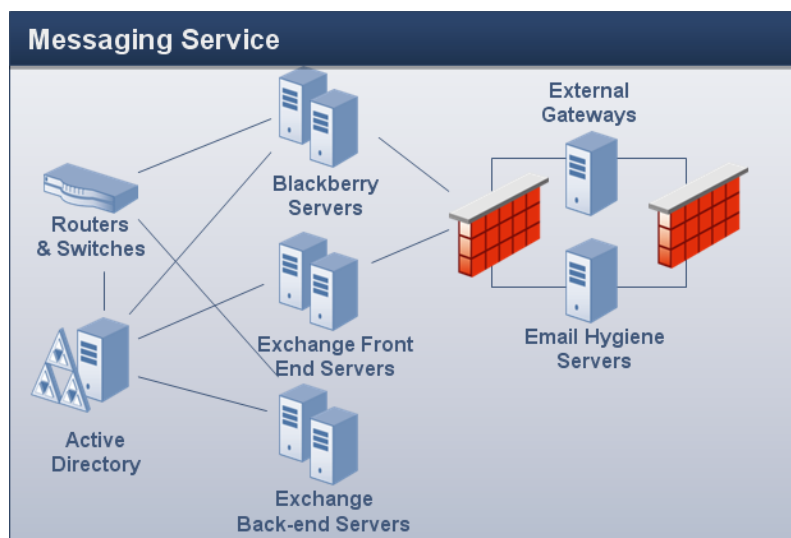 Messaging Service
External
Gateways
Blackberry
Servers
Routers
& Switches
Exchange Front
End Servers
Email Hygiene
Servers
Active
Directory
Exchange
Back-end Servers